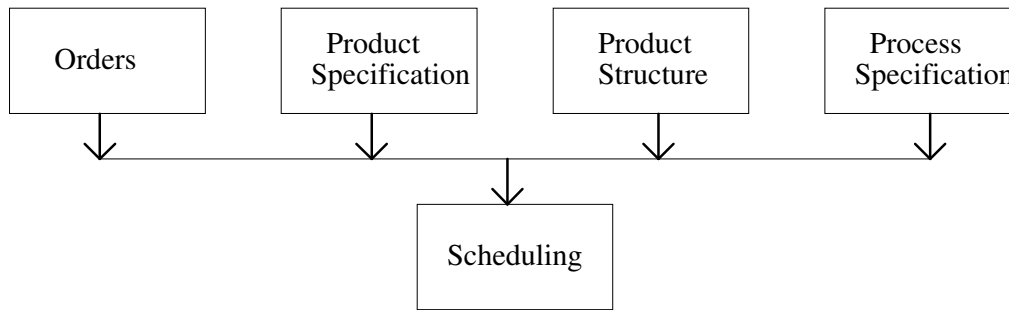 Orders
Product
Specification
Product
Structure
Process
Specification
Scheduling